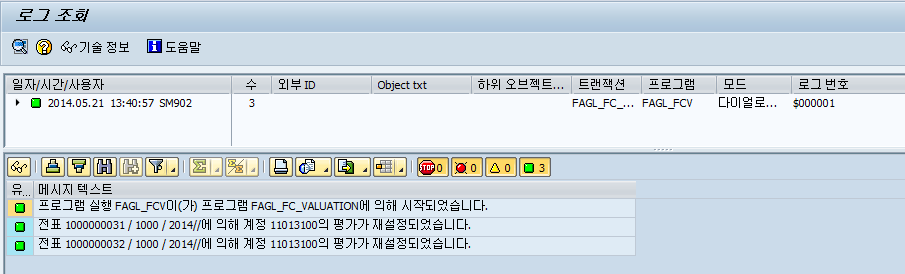 로그 조회
기술 정보 도움말
일자/시간/사용자 수 외부 ID Object txt 하위 오브젝트... 트랜잭션 프로그램 모드 로그 번호
2014.05.21 13:40:57 SM902 3 FAGL_FC_... FAGL_FCV 다이얼로... $000001
STOP 0 0 0 3
유... 메시지 텍스트
프로그램 실행 FAGL_FCV이(가) 프로그램 FAGL_FC_VALUATION에 의해 시작되었습니다.
전표 1000000031 / 1000 / 2014//에 의해 계정 11013100의 평가가 재설정되었습니다.
전표 1000000032 / 1000 / 2014//에 의해 계정 11013100의 평가가 재설정되었습니다.